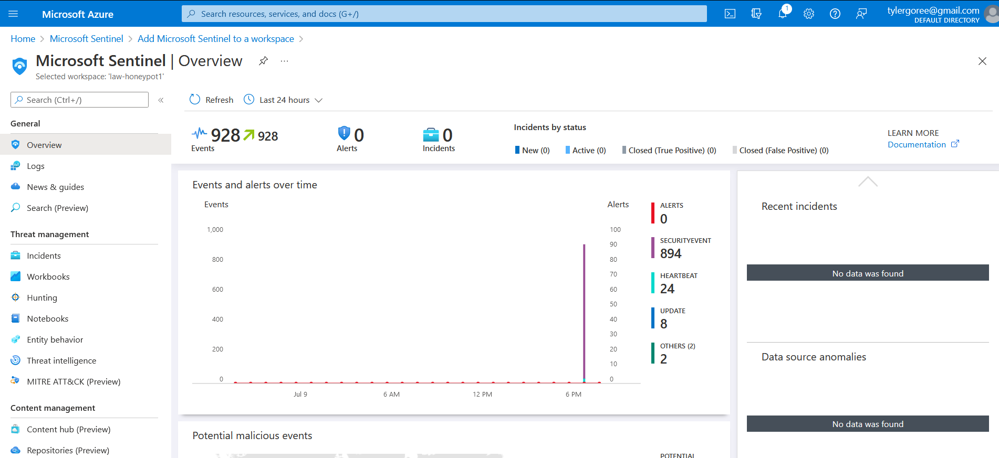 Microsoft Azure
Search resources, services, and docs (G+/)
1
tylergoree@gmail.com
DEFAULT DIRECTORY
Home > Microsoft Sentinel > Add Microsoft Sentinel to a workspace >
Microsoft Sentinel | Overview
Selected workspace: 'law-honeypot1'
Search (Ctrl+/)
General
Overview
Logs
News & guides
Search (Preview)
Threat management
Incidents
Workbooks
Hunting
Notebooks
Entity behavior
Threat intelligence
MITRE ATT&CK (Preview)
Content management
Content hub (Preview)
Repositories (Preview)
Refresh
Last 24 hours
928 928
Events
0
Alerts
0
Incidents
Incidents by status
New (0) Active (0) Closed (True Positive) (0) Closed (False Positive) (0)
LEARN MORE
Documentation
Events and alerts over time
Events
1,000
800
600
400
200
0
Alerts
100
90
80
70
60
50
40
30
20
10
0
Jul 9 6 AM 12 PM 6 PM
ALERTS
0
SECURITYEVENT
894
HEARTBEAT
24
UPDATE
8
OTHERS (2)
2
Potential malicious events
POTENTIAL
Recent incidents
No data was found
Data source anomalies
No data was found